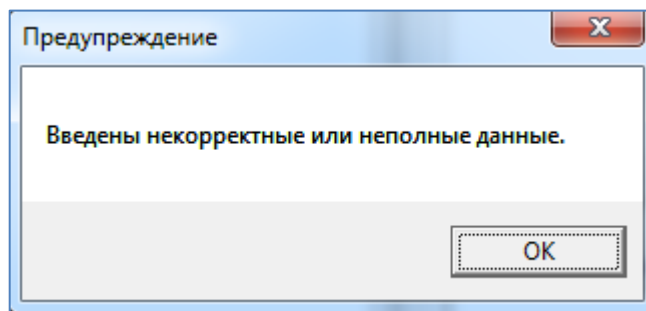 Предупреждение
Введены некорректные или неполные данные.
OK